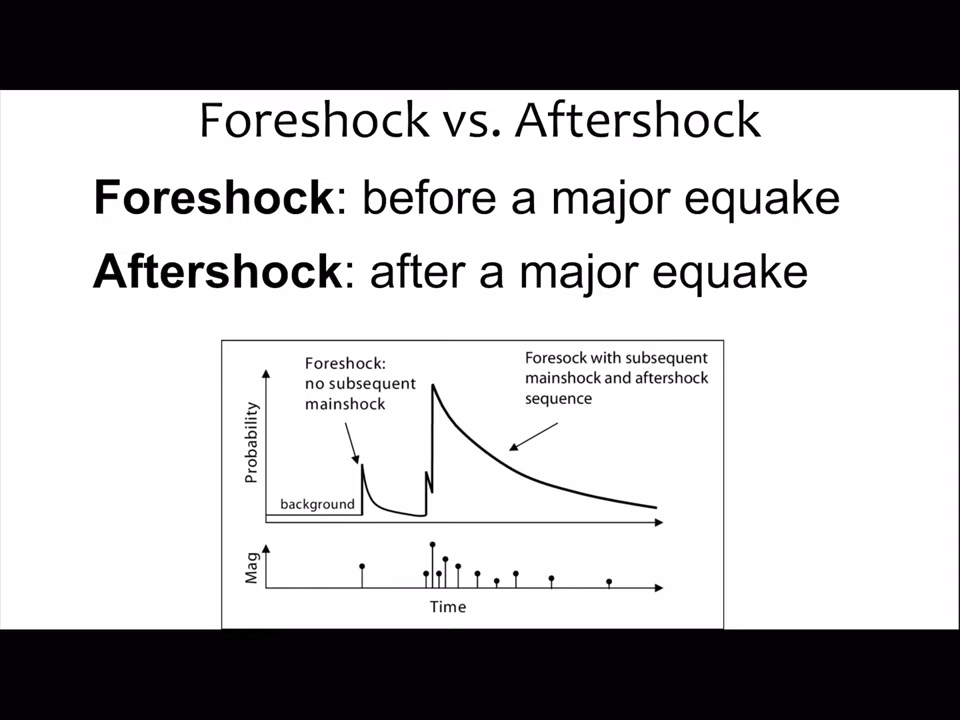 Foreshock vs. Aftershock
Foreshock: before a major equake
Aftershock: after a major equake
Foreshock:
no subsequent
mainshock
Foresock with subsequent
mainshock and aftershock
sequence
Probability
background
Mag
Time